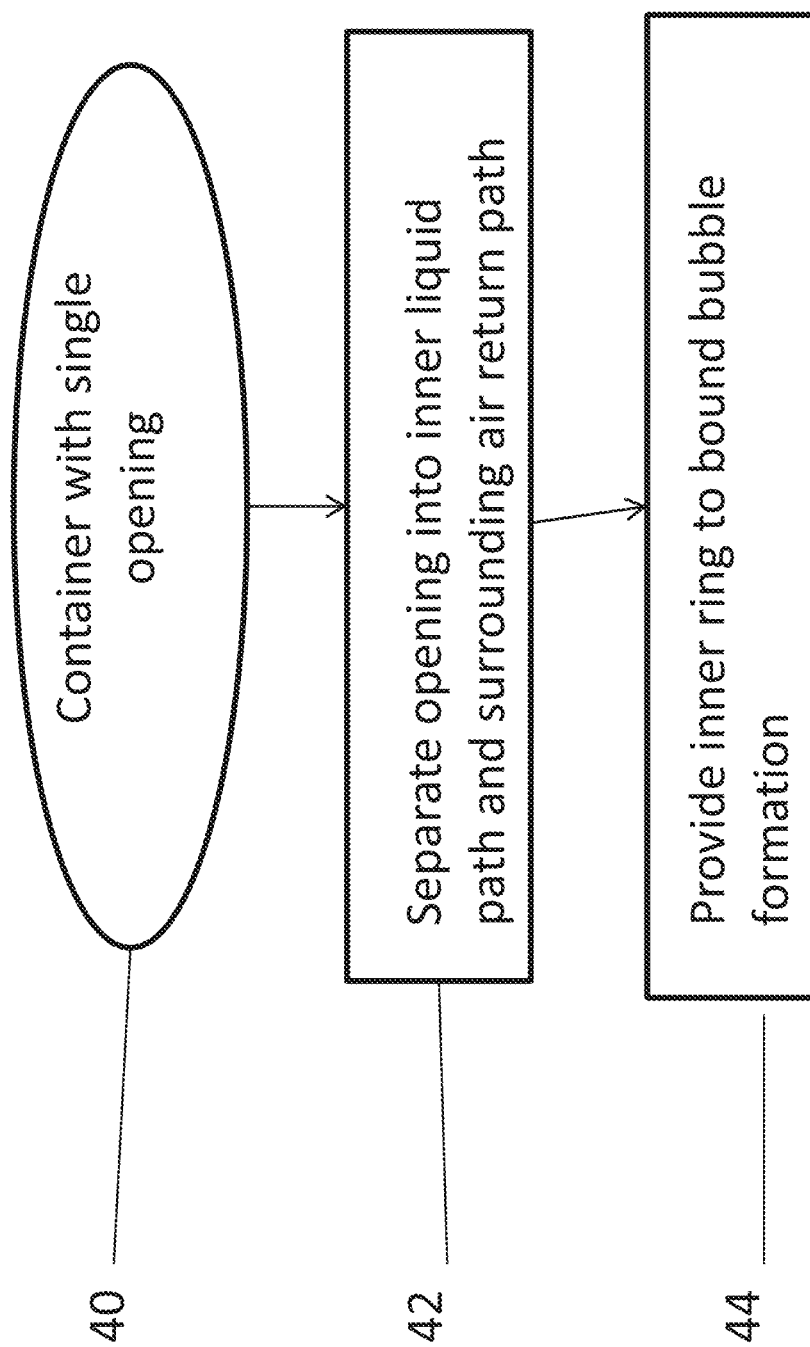 40
Container with single
opening
42
Separate opening into inner liquid
path and surrounding air return path
44
Provide inner ring to bound bubble
formation